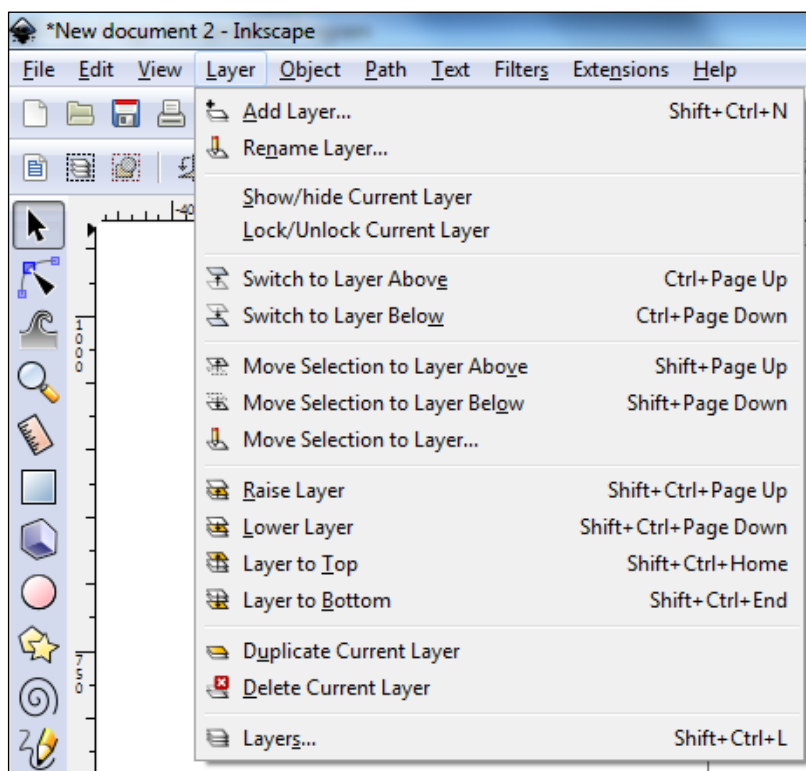 *New document 2 - Inkscape
File Edit View Layer Object Path Text Filters Extensions Help
Add Layer... Shift+Ctrl+N
Rename Layer...
Show/hide Current Layer
Lock/Unlock Current Layer
Switch to Layer Above Ctrl+Page Up
Switch to Layer Below Ctrl+Page Down
Move Selection to Layer Above Shift+Page Up
Move Selection to Layer Below Shift+Page Down
Move Selection to Layer...
Raise Layer Shift+Ctrl+Page Up
Lower Layer Shift+Ctrl+Page Down
Layer to Top Shift+Ctrl+Home
Layer to Bottom Shift+Ctrl+End
Duplicate Current Layer
Delete Current Layer
Layers... Shift+Ctrl+L
1000
750